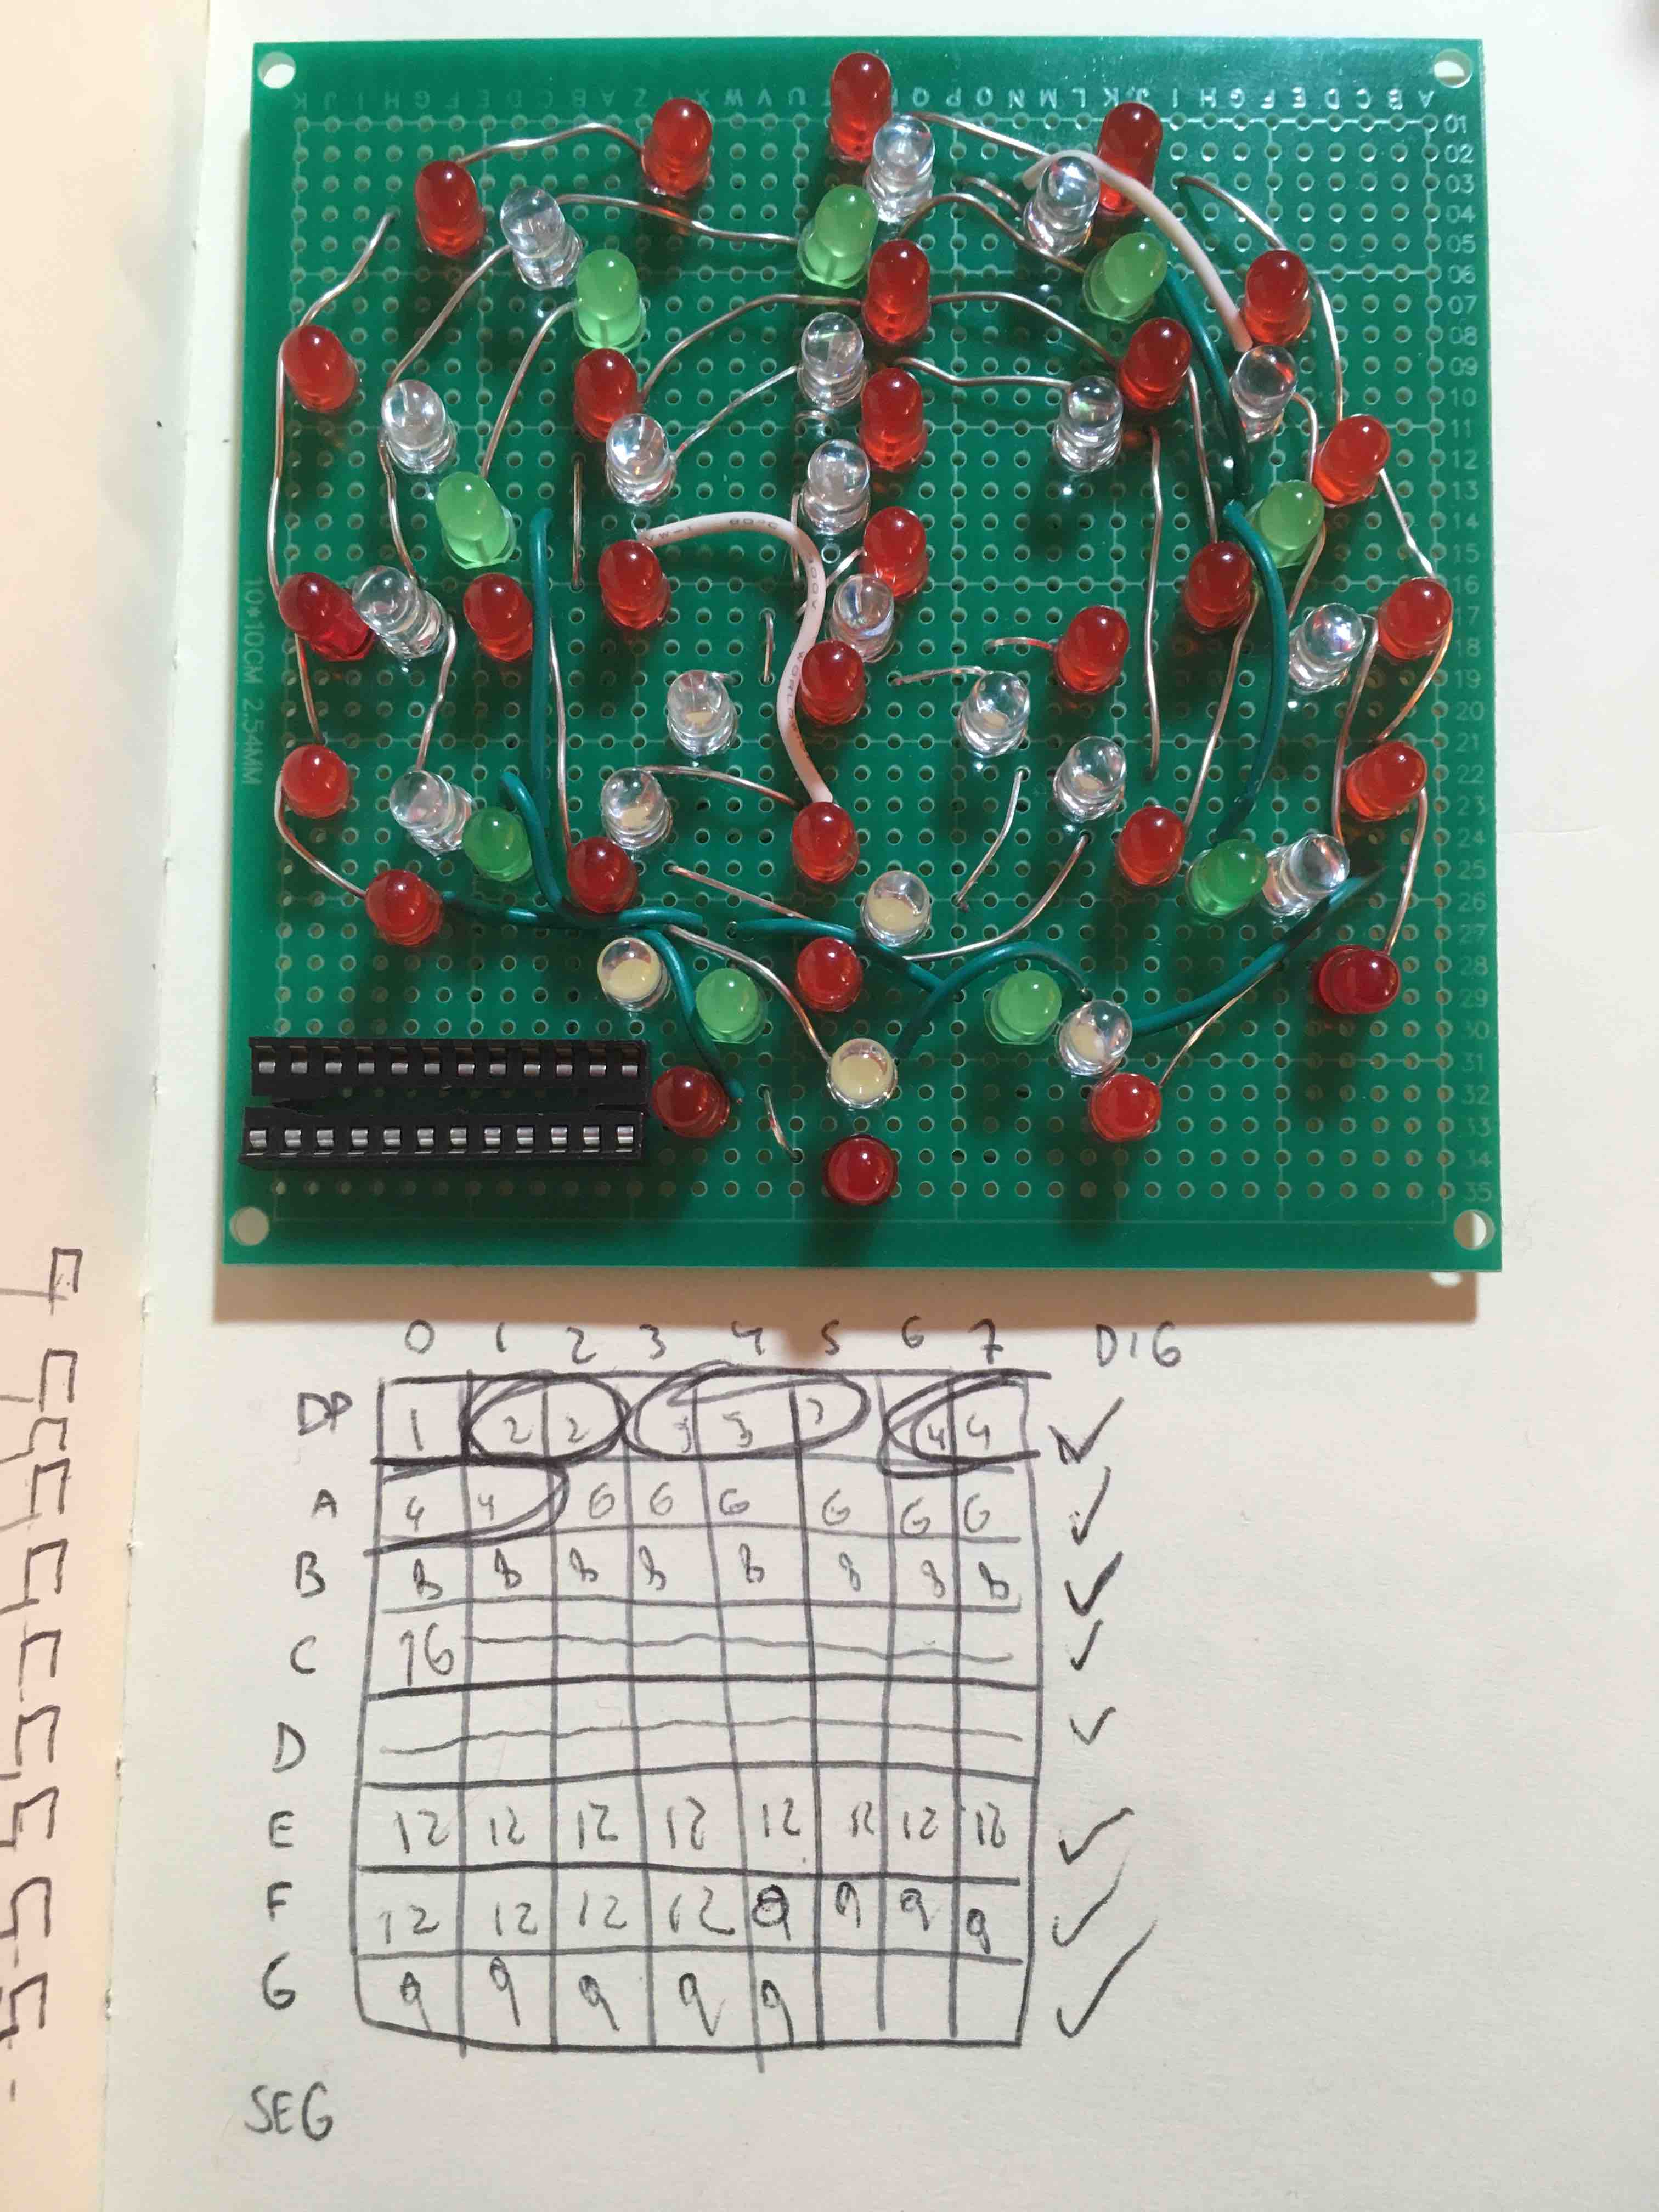 A B C D E F G H I J K L M N O P Q U V W X Z A B C D E F G H I J K
01
02
03
04
05
06
07
08
09
10
11
12
13
14
15
16
17
18
19
20
21
22
23
24
25
26
27
28
29
30
31
32
33
34
35
10*10CM 2.54MM
0 1 2 3 4 5 6 7 DIG
DP 1 2 2 3 3 3 4 4 ✓
A 4 4 6 6 6 6 6 6 ✓
B 8 8 8 8 8 8 8 8 ✓
C 16 ✓
D ✓
E 12 12 12 12 12 12 12 12 ✓
F 12 12 12 12 9 9 9 9 ✓
G 9 9 9 9 9 ✓
SEG